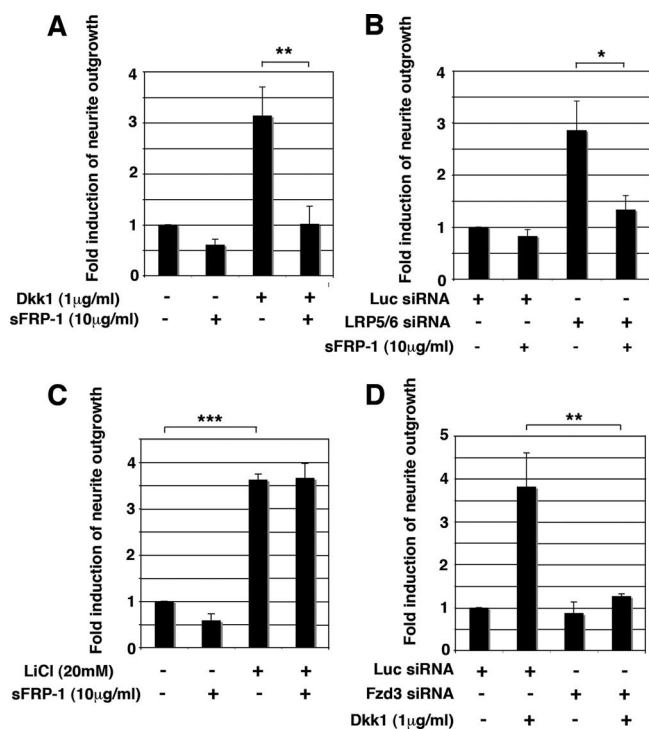 A
Fold induction of neurite outgrowth
**
4
3
2
1
0
Dkk1 (1μg/ml) - - + +
sFRP-1 (10μg/ml) - + - +
B
Fold induction of neurite outgrowth
*
4
3
2
1
0
Luc siRNA + + - -
LRP5/6 siRNA - - + +
sFRP-1 (10μg/ml) - + - +
C
Fold induction of neurite outgrowth
***
4
3
2
1
0
LiCl (20mM) - - + +
sFRP-1 (10μg/ml) - + - +
D
Fold induction of neurite outgrowth
**
5
4
3
2
1
0
Luc siRNA + + - -
Fzd3 siRNA - - + +
Dkk1 (1μg/ml) - + - +